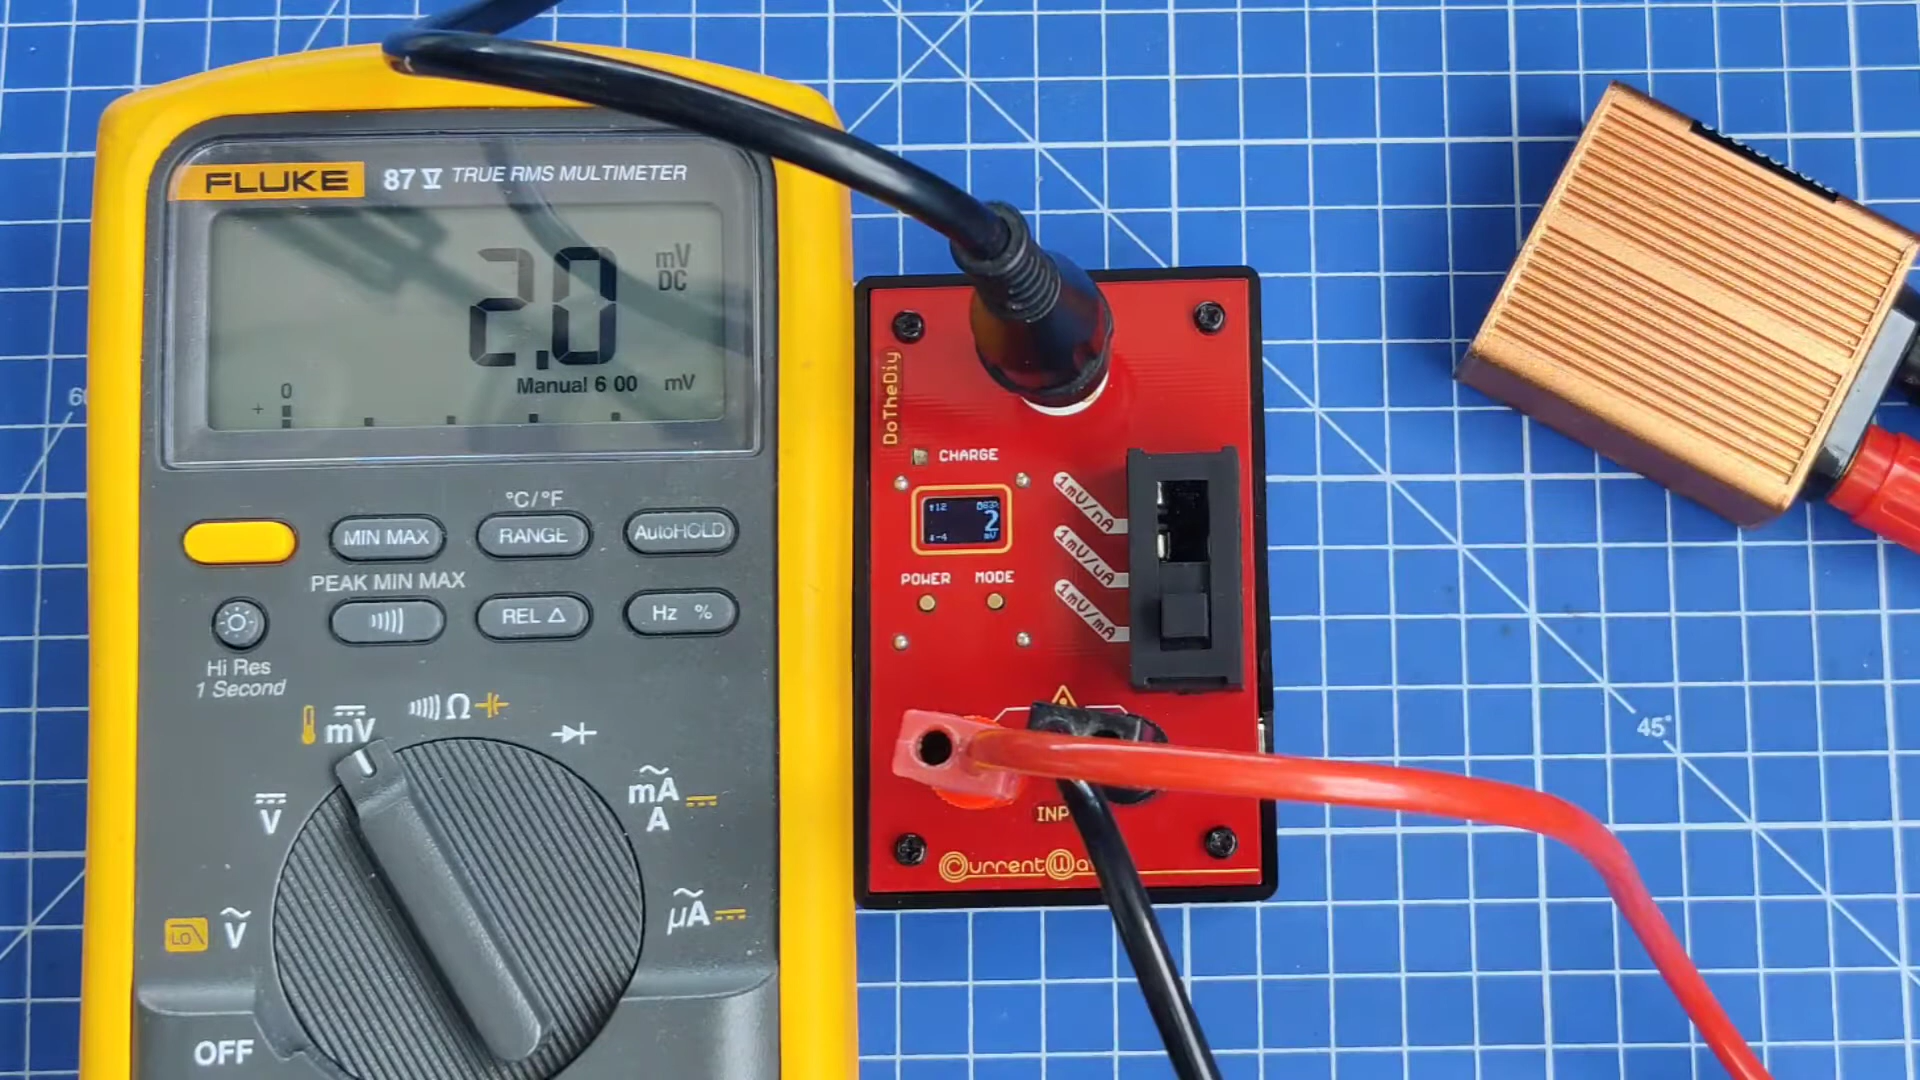 FLUKE 87 V TRUE RMS MULTIMETER
2.0 mV DC
Manual 6 00 mV
0
+
°C/°F
MIN MAX RANGE AutoHOLD
PEAK MIN MAX
REL Δ Hz %
Hi Res
1 Second
mV Ω
V
mA
A
µA
LO V
OFF
DoTheDiy
CHARGE
2
mV
POWER MODE
1mV/nA
1mV/uA
1mV/mA
INP
45°